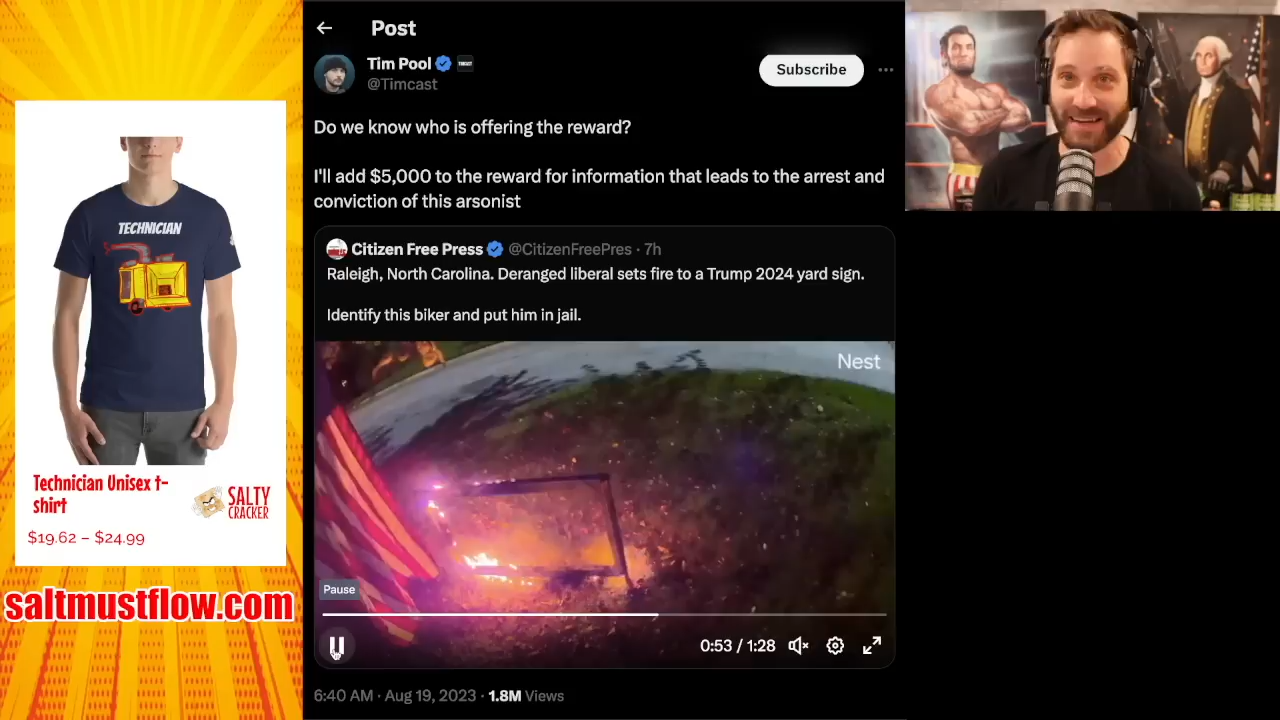 Post
Tim Pool
@Timcast
Subscribe
Do we know who is offering the reward?
I'll add $5,000 to the reward for information that leads to the arrest and
conviction of this arsonist
Citizen Free Press @CitizenFreePres · 7h
Raleigh, North Carolina. Deranged liberal sets fire to a Trump 2024 yard sign.
Identify this biker and put him in jail.
Nest
Pause
0:53 / 1:28
6:40 AM · Aug 19, 2023 · 1.8M Views
TECHNICIAN
Technician Unisex t-
shirt
SALTY
CRACKER
$19.62 – $24.99
saltmustflow.com